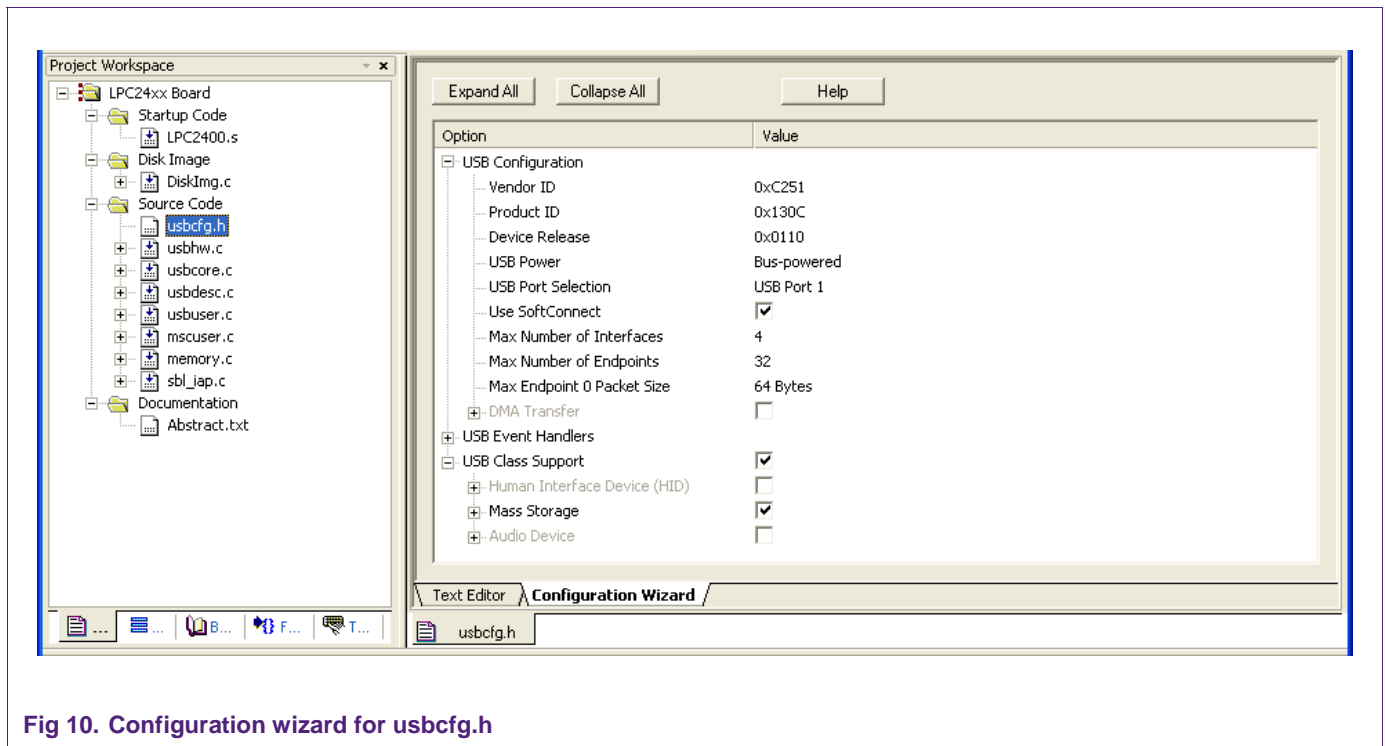 Project Workspace
LPC24xx Board
Startup Code
LPC2400.s
Disk Image
DiskImg.c
Source Code
usbcfg.h
usbhw.c
usbcore.c
usbdesc.c
usbuser.c
mscuser.c
memory.c
sbl_iap.c
Documentation
Abstract.txt
... ... B... F... T...
Expand All Collapse All Help
Option Value
USB Configuration
Vendor ID 0xC251
Product ID 0x130C
Device Release 0x0110
USB Power Bus-powered
USB Port Selection USB Port 1
Use SoftConnect
Max Number of Interfaces 4
Max Number of Endpoints 32
Max Endpoint 0 Packet Size 64 Bytes
DMA Transfer
USB Event Handlers
USB Class Support
Human Interface Device (HID)
Mass Storage
Audio Device
Text Editor Configuration Wizard
usbcfg.h
Fig 10. Configuration wizard for usbcfg.h